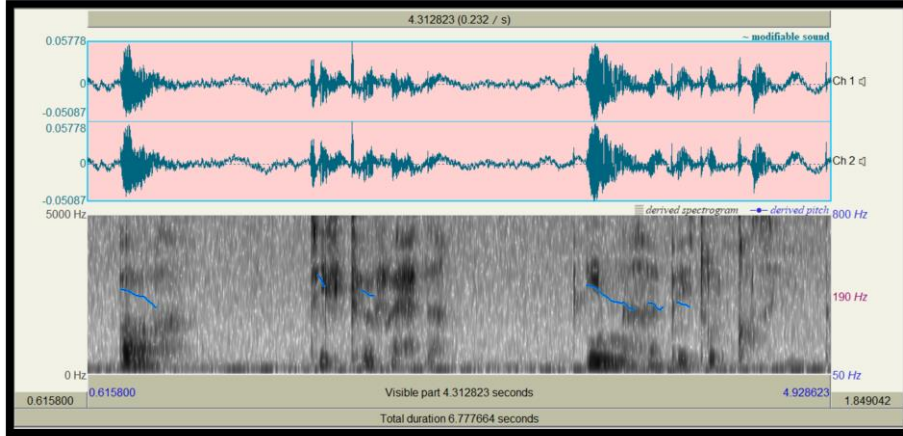 4.312823 (0.232 / s)
~ modifiable sound
0.05778
0
-0.05087
Ch 1
0.05778
0
-0.05087
Ch 2
derived spectrogram derived pitch
5000 Hz
800 Hz
190 Hz
0 Hz
50 Hz
0.615800 0.615800 Visible part 4.312823 seconds 4.928623 1.849042
Total duration 6.777664 seconds